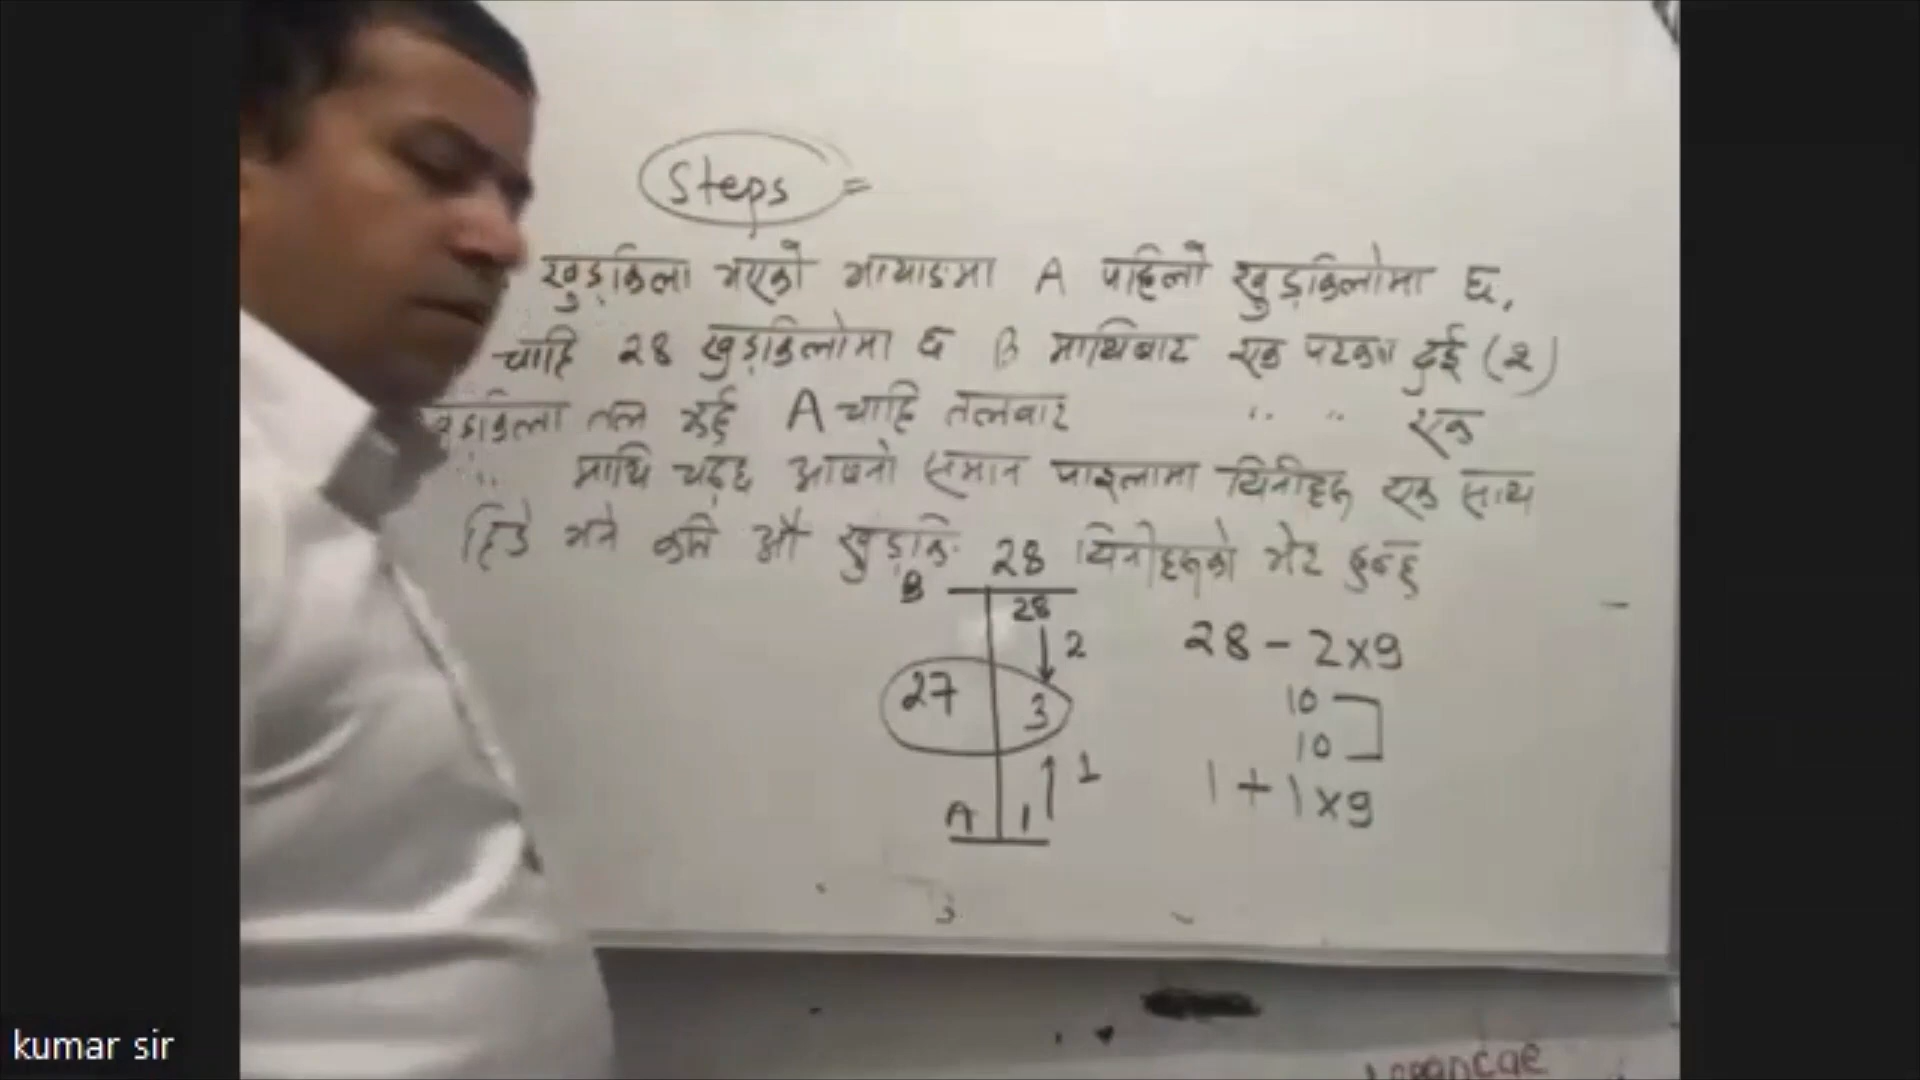 Steps =
खुड्किला भएको भर्याङमा A पहिलो खुड्किलोमा छ,
चाहि 28 खुड्किलोमा छ B माथिबाट एक पटकमा दुई (2)
तल झर्छ A चाहि तलबाट " " एक
" माथि चढ्छ आफ्नो समान पाइलामा यिनीहरू एक साथ
हिडे भने कति औ खुड्कि. 28 यिनीहरूको भेट हुन्छ
B 28
2 28 - 2x9
27 3 10
10
1 1 + 1x9
A 1
kumar sir